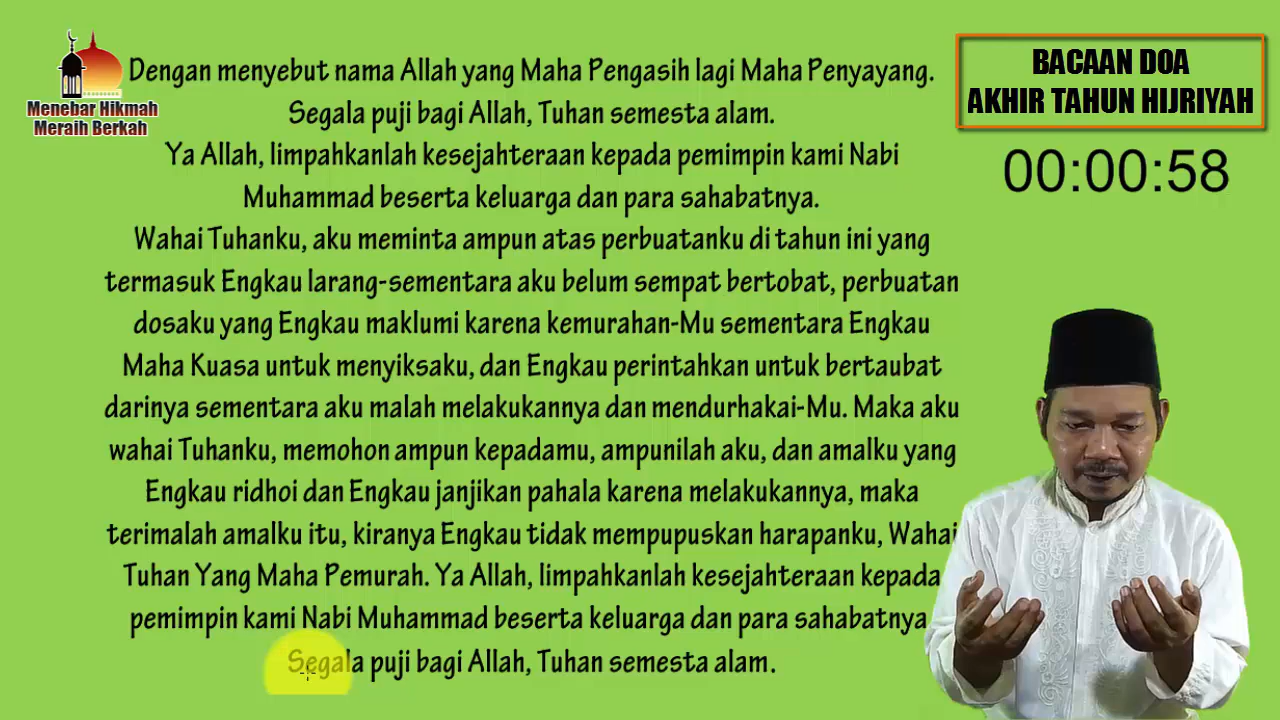 Menebar Hikmah
Meraih Berkah
BACAAN DOA
AKHIR TAHUN HIJRIYAH
00:00:58
Dengan menyebut nama Allah yang Maha Pengasih lagi Maha Penyayang.
Segala puji bagi Allah, Tuhan semesta alam.
Ya Allah, limpahkanlah kesejahteraan kepada pemimpin kami Nabi
Muhammad beserta keluarga dan para sahabatnya.
Wahai Tuhanku, aku meminta ampun atas perbuatanku di tahun ini yang
termasuk Engkau larang-sementara aku belum sempat bertobat, perbuatan
dosaku yang Engkau maklumi karena kemurahan-Mu sementara Engkau
Maha Kuasa untuk menyiksaku, dan Engkau perintahkan untuk bertaubat
darinya sementara aku malah melakukannya dan mendurhakai-Mu. Maka aku
wahai Tuhanku, memohon ampun kepadamu, ampunilah aku, dan amalku yang
Engkau ridhoi dan Engkau janjikan pahala karena melakukannya, maka
terimalah amalku itu, kiranya Engkau tidak mempupuskan harapanku, Wahai
Tuhan Yang Maha Pemurah. Ya Allah, limpahkanlah kesejahteraan kepada
pemimpin kami Nabi Muhammad beserta keluarga dan para sahabatnya
Segala puji bagi Allah, Tuhan semesta alam.